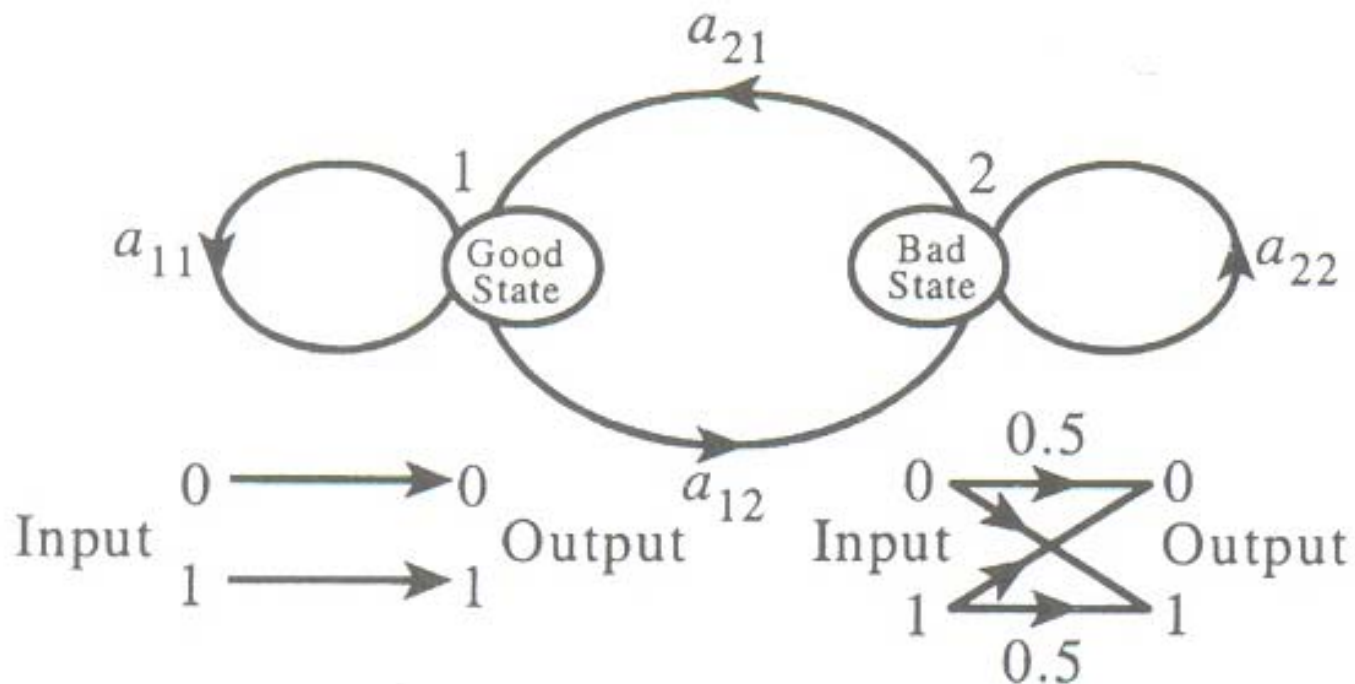 a21
1
2
a11
Good
State
Bad
State
a22
a12
0
0
Input
Output
1
1
0.5
0
0
Input
Output
1
1
0.5